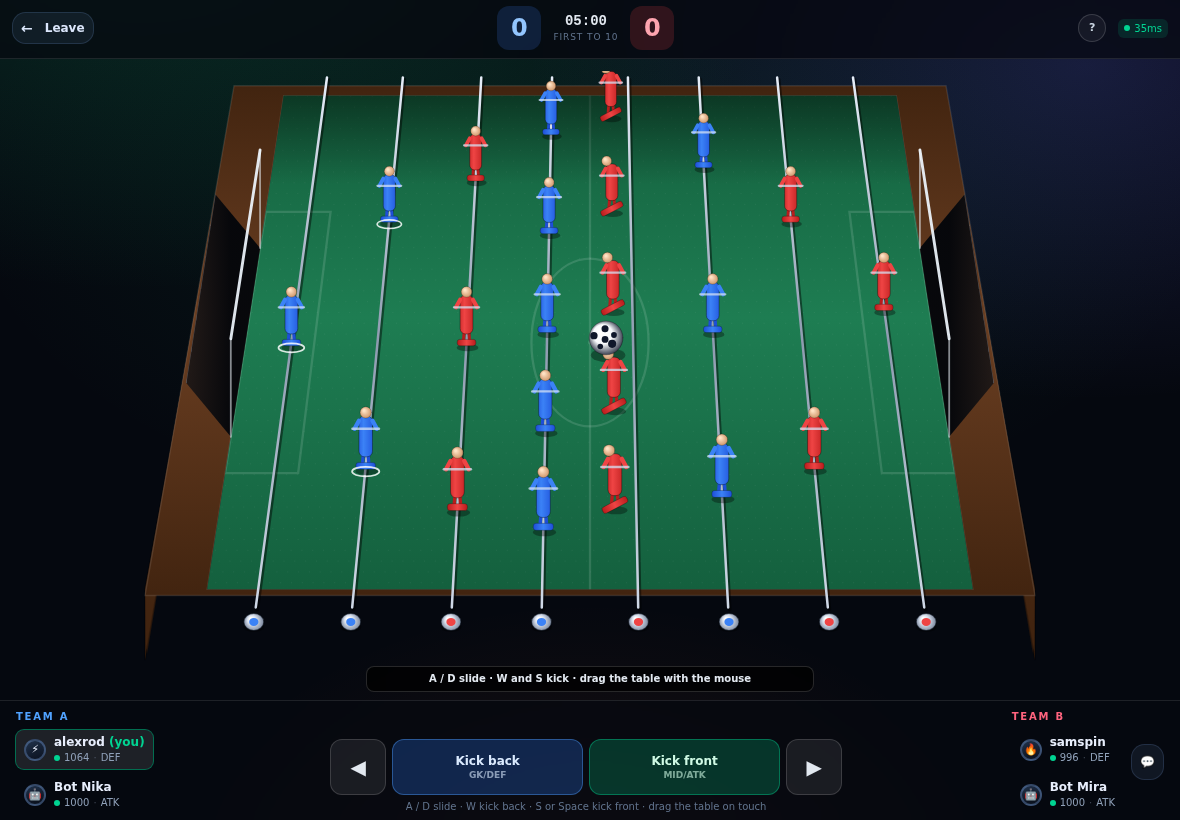 ← Leave
0
05:00
FIRST TO 10
0
?
35ms
A / D slide · W and S kick · drag the table with the mouse
TEAM A
alexrod (you)
1064 · DEF
Bot Nika
1000 · ATK
◀
Kick back
GK/DEF
Kick front
MID/ATK
▶
A / D slide · W kick back · S or Space kick front · drag the table on touch
TEAM B
samspin
996 · DEF
Bot Mira
1000 · ATK